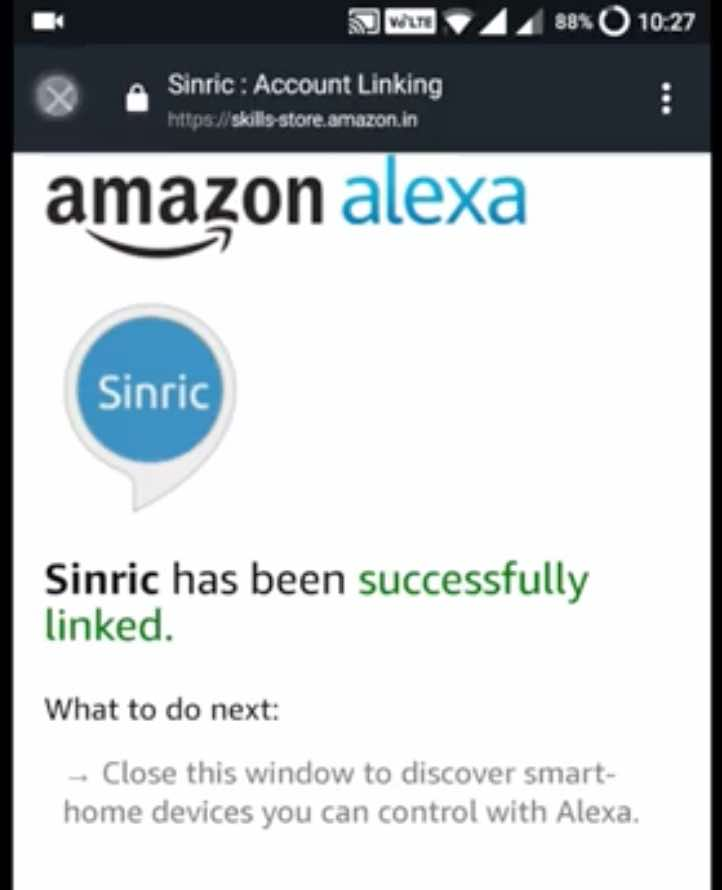 VoLTE 88% 10:27
Sinric : Account Linking
https://skills-store.amazon.in
amazon alexa
Sinric
Sinric has been successfully
linked.
What to do next:
→ Close this window to discover smart-
home devices you can control with Alexa.